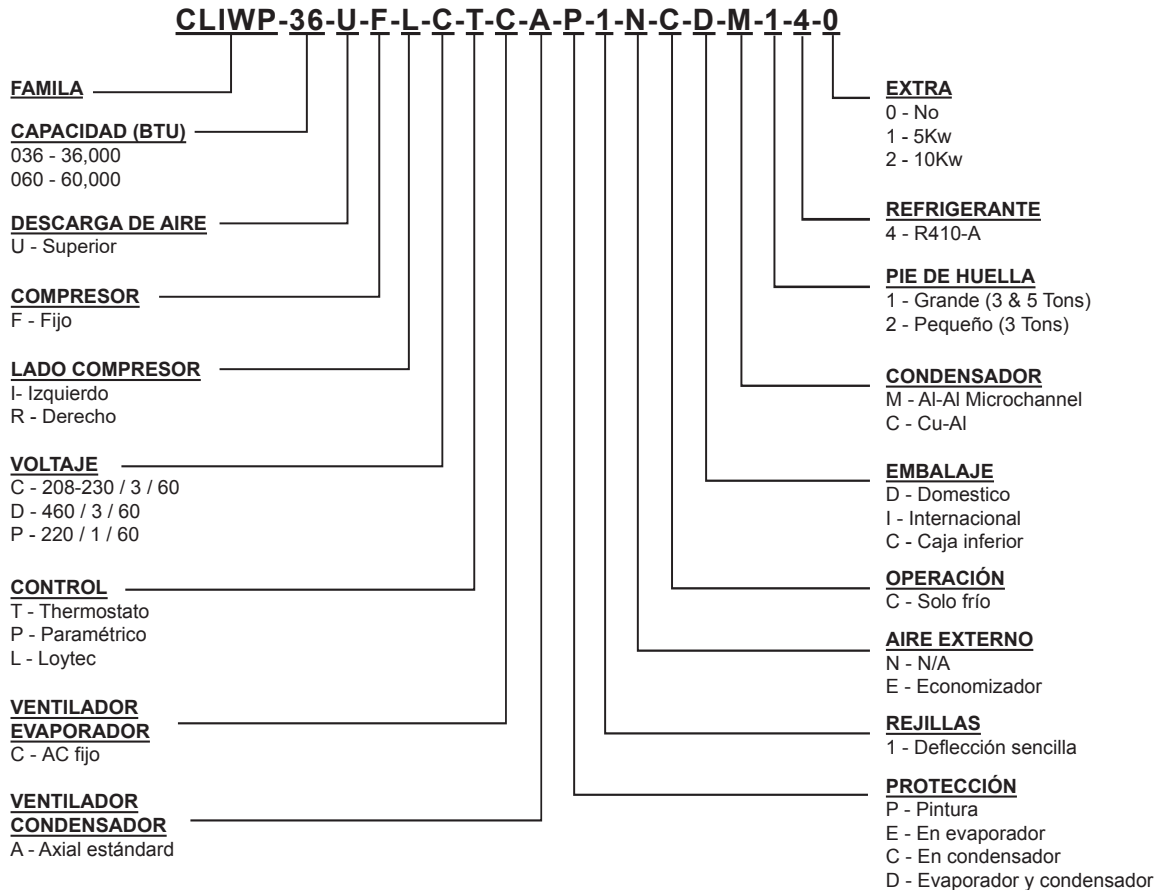 CLIWP-36-U-F-L-C-T-C-A-P-1-N-C-D-M-1-4-0
FAMILA
CAPACIDAD (BTU)
036 - 36,000
060 - 60,000
DESCARGA DE AIRE
U - Superior
COMPRESOR
F - Fijo
LADO COMPRESOR
I- Izquierdo
R - Derecho
VOLTAJE
C - 208-230 / 3 / 60
D - 460 / 3 / 60
P - 220 / 1 / 60
CONTROL
T - Thermostato
P - Paramétrico
L - Loytec
VENTILADOR
EVAPORADOR
C - AC fijo
VENTILADOR
CONDENSADOR
A - Axial estándard
EXTRA
0 - No
1 - 5Kw
2 - 10Kw
REFRIGERANTE
4 - R410-A
PIE DE HUELLA
1 - Grande (3 & 5 Tons)
2 - Pequeño (3 Tons)
CONDENSADOR
M - Al-Al Microchannel
C - Cu-Al
EMBALAJE
D - Domestico
I - Internacional
C - Caja inferior
OPERACIÓN
C - Solo frío
AIRE EXTERNO
N - N/A
E - Economizador
REJILLAS
1 - Deflección sencilla
PROTECCIÓN
P - Pintura
E - En evaporador
C - En condensador
D - Evaporador y condensador